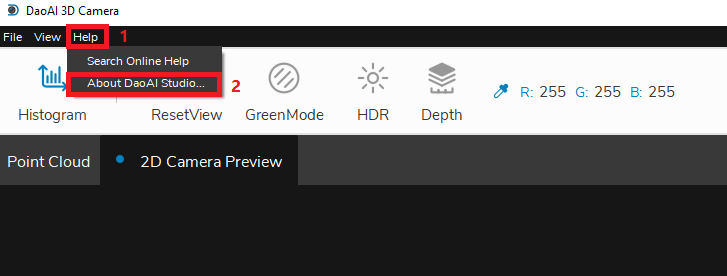 DaoAI 3D Camera
File View Help 1
Search Online Help
About DaoAI Studio... 2
Histogram ResetView GreenMode HDR Depth R: 255 G: 255 B: 255
Point Cloud 2D Camera Preview